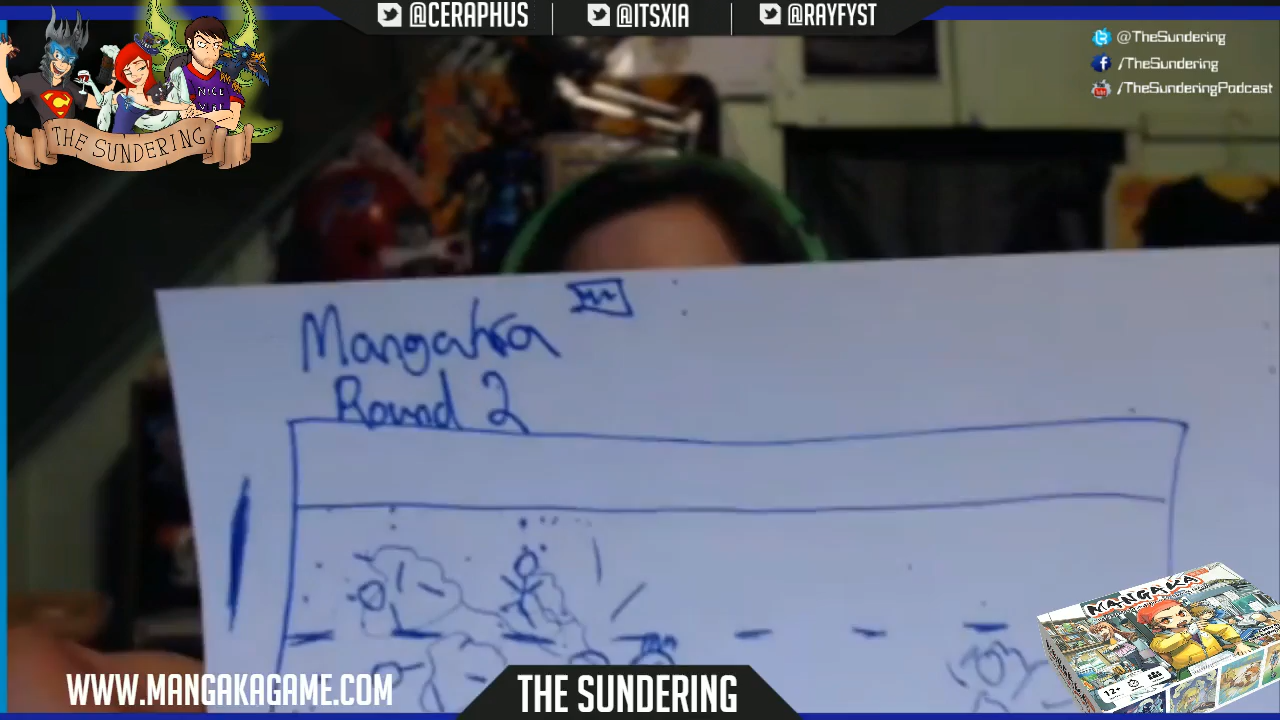 @CERAPHUS
@ITSXIA
@RAYFYST
@TheSundering
/TheSundering
/TheSunderingPodcast
THE SUNDERING
Mangaka
Round 2
MANGAKA
12+
WWW.MANGAKAGAME.COM
THE SUNDERING